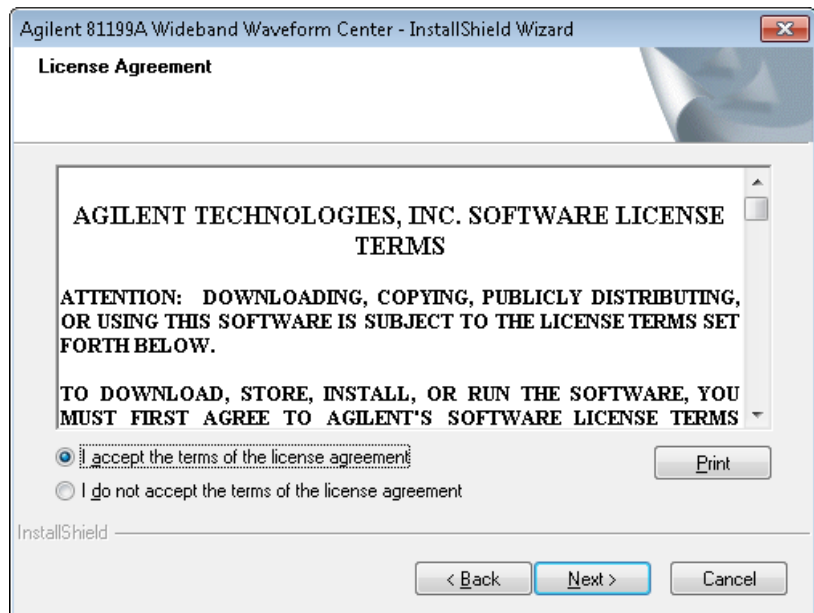 Agilent 81199A Wideband Waveform Center - InstallShield Wizard
License Agreement
AGILENT TECHNOLOGIES, INC. SOFTWARE LICENSE
TERMS
ATTENTION: DOWNLOADING, COPYING, PUBLICLY DISTRIBUTING,
OR USING THIS SOFTWARE IS SUBJECT TO THE LICENSE TERMS SET
FORTH BELOW.
TO DOWNLOAD, STORE, INSTALL, OR RUN THE SOFTWARE, YOU
MUST FIRST AGREE TO AGILENT'S SOFTWARE LICENSE TERMS
I accept the terms of the license agreement
Print
I do not accept the terms of the license agreement
InstallShield
< Back
Next >
Cancel